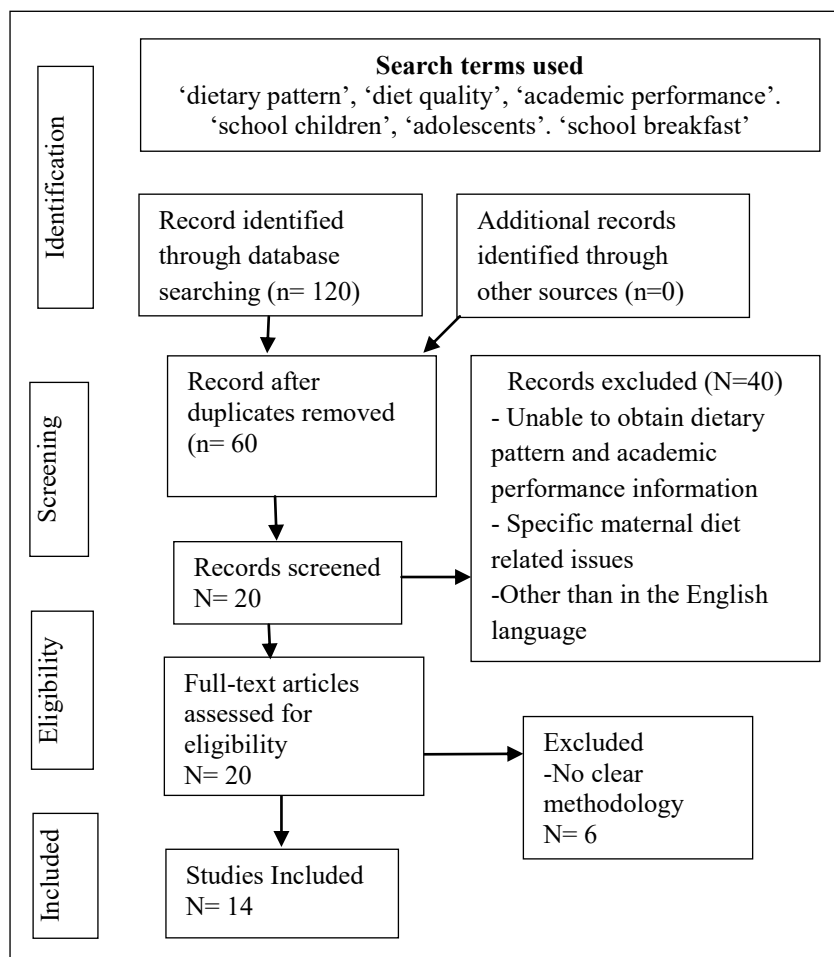 Search terms used
‘dietary pattern’, ‘diet quality’, ‘academic performance’.
‘school children’, ‘adolescents’. ‘school breakfast’
Identification
Record identified
through database
searching (n= 120)
Additional records
identified through
other sources (n=0)
Screening
Record after
duplicates removed
(n= 60
Records excluded (N=40)
- Unable to obtain dietary
pattern and academic
performance information
- Specific maternal diet
related issues
-Other than in the English
language
Records screened
N= 20
Eligibility
Full-text articles
assessed for
eligibility
N= 20
Excluded
-No clear
methodology
N= 6
Included
Studies Included
N= 14